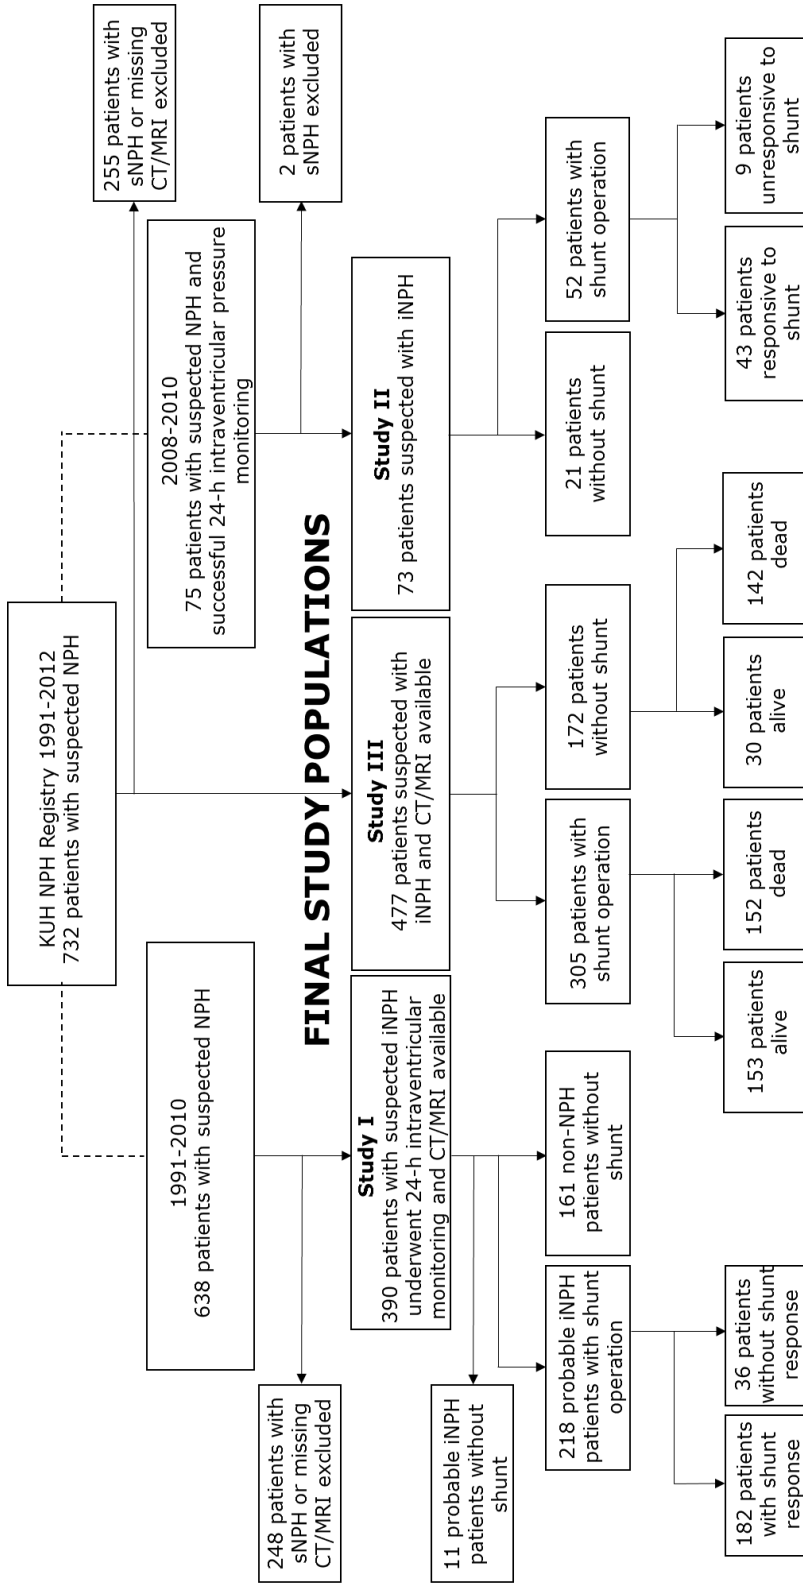 KUH NPH Registry 1991-2012
732 patients with suspected NPH
255 patients with
sNPH or missing
CT/MRI excluded
1991-2010
638 patients with suspected NPH
2008-2010
75 patients with suspected NPH and
successful 24-h intraventricular pressure
monitoring
248 patients with
sNPH or missing
CT/MRI excluded
2 patients with
sNPH excluded
FINAL STUDY POPULATIONS
Study I
390 patients with suspected iNPH
underwent 24-h intraventricular
monitoring and CT/MRI available
Study III
477 patients suspected with
iNPH and CT/MRI available
Study II
73 patients suspected with iNPH
11 probable iNPH
patients without
shunt
218 probable iNPH
patients with shunt
operation
161 non-NPH
patients without
shunt
305 patients with
shunt operation
172 patients
without shunt
21 patients
without shunt
52 patients with
shunt operation
182 patients
with shunt
response
36 patients
without shunt
response
153 patients
alive
152 patients
dead
30 patients
alive
142 patients
dead
43 patients
responsive to
shunt
9 patients
unresponsive to
shunt